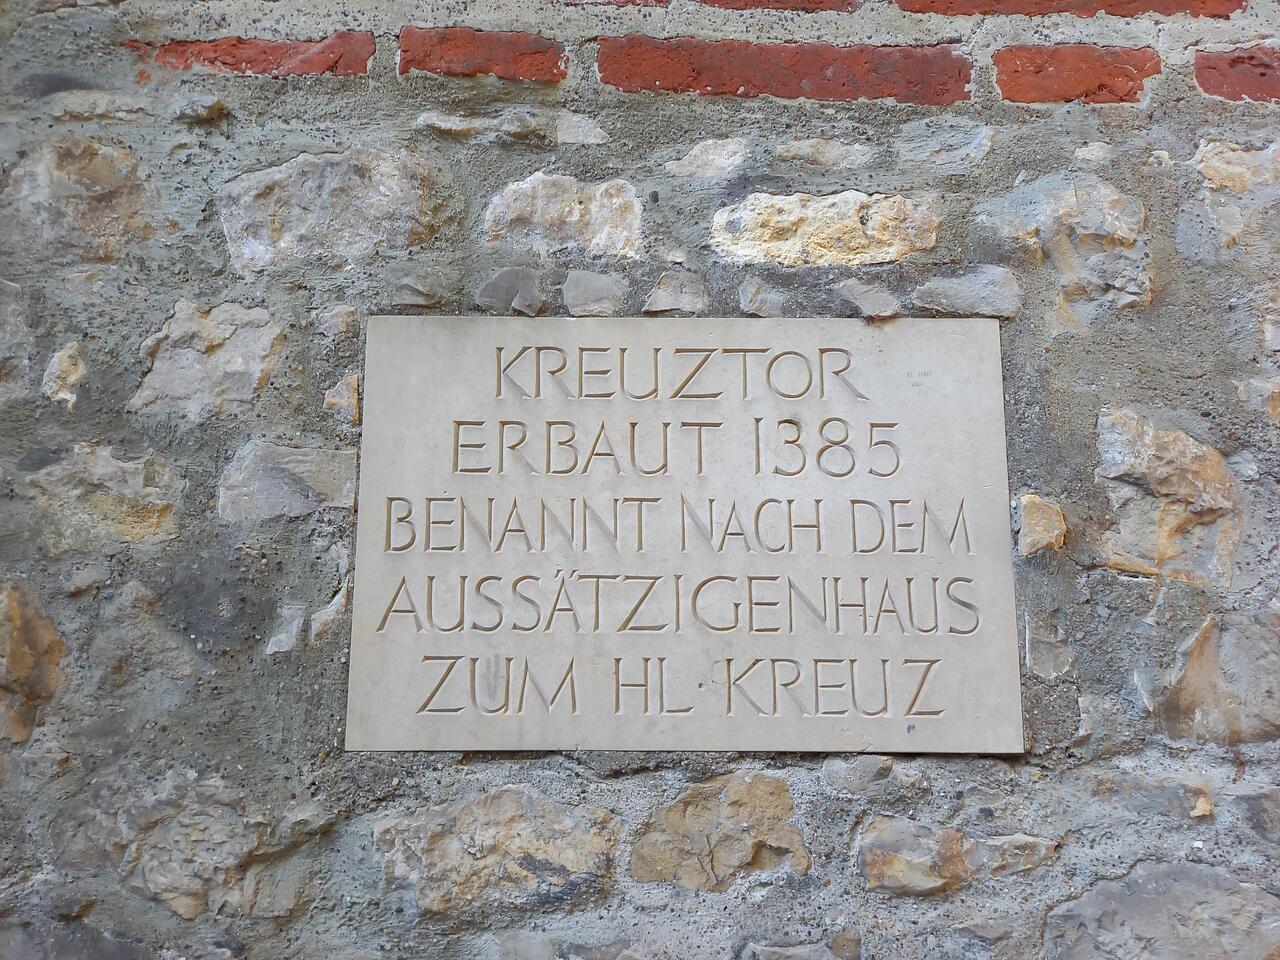 KREUZTOR
ERBAUT 1385
BENANNT NACH DEM
AUSSÄTZIGENHAUS
ZUM HL· KREUZ